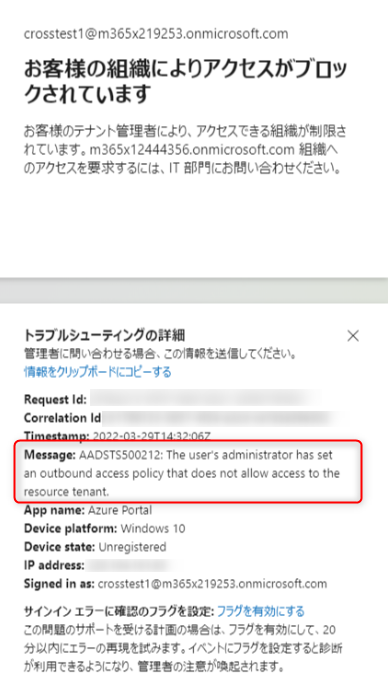 crosstest1@m365x219253.onmicrosoft.com
お客様の組織によりアクセスがブロッ
クされています
お客様のテナント管理者により、アクセスできる組織が制限さ
れています。m365x12444356.onmicrosoft.com 組織へ
のアクセスを要求するには、IT 部門にお問い合わせください。
トラブルシューティングの詳細
管理者に問い合わせる場合、この情報を送信してください。
情報をクリップボードにコピーする
Request Id:
Correlation Id
Timestamp: 2022-03-29T14:32:06Z
Message: AADSTS500212: The user's administrator has set
an outbound access policy that does not allow access to the
resource tenant.
App name: Azure Portal
Device platform: Windows 10
Device state: Unregistered
IP address:
Signed in as: crosstest1@m365x219253.onmicrosoft.com
サインイン エラーに確認のフラグを設定: フラグを有効にする
この問題のサポートを受ける計画の場合は、フラグを有効にして、20
分以内にエラーの再現を試みます。イベントにフラグを設定すると診断
が利用できるようになり、管理者の注意が喚起されます。